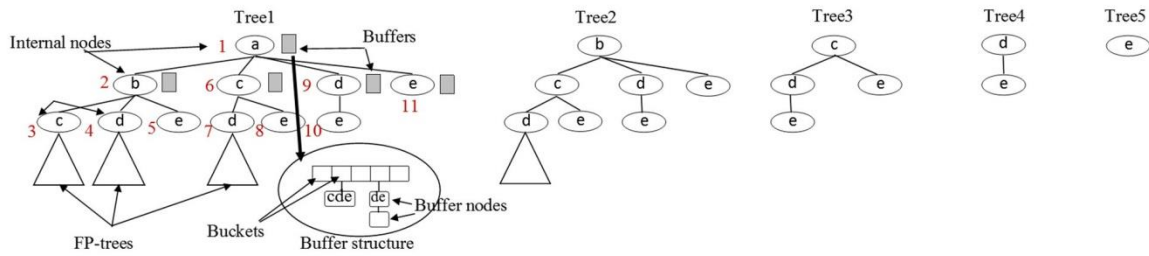 Tree1 Tree2 Tree3 Tree4 Tree5
Internal nodes 1 a Buffers b c d e
2 b 6 c 9 d e 11 c d e d e e
3 c 4 d 5 e 7 d 8 e 10 e d e e e
cde de
Buffer nodes
Buckets
FP-trees Buffer structure